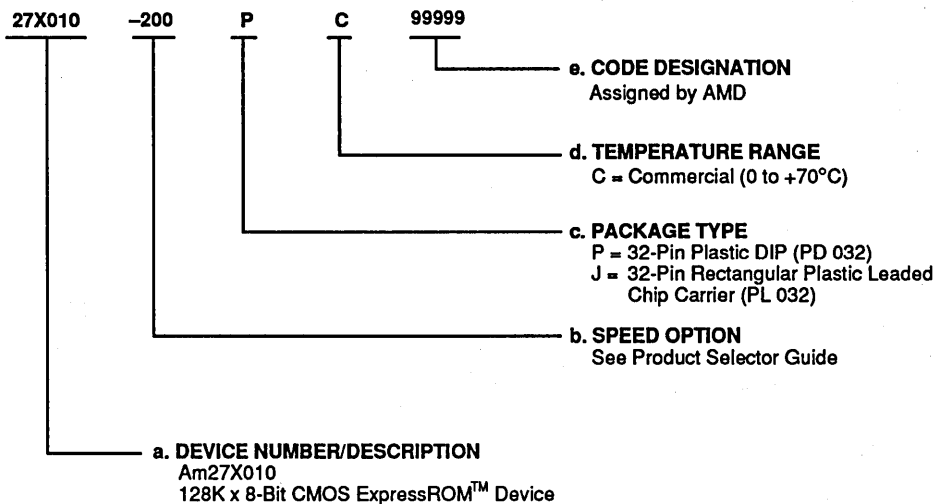 27X010 –200 P C 99999
e. CODE DESIGNATION
Assigned by AMD
d. TEMPERATURE RANGE
C = Commercial (0 to +70°C)
c. PACKAGE TYPE
P = 32-Pin Plastic DIP (PD 032)
J = 32-Pin Rectangular Plastic Leaded
Chip Carrier (PL 032)
b. SPEED OPTION
See Product Selector Guide
a. DEVICE NUMBER/DESCRIPTION
Am27X010
128K x 8-Bit CMOS ExpressROM™ Device